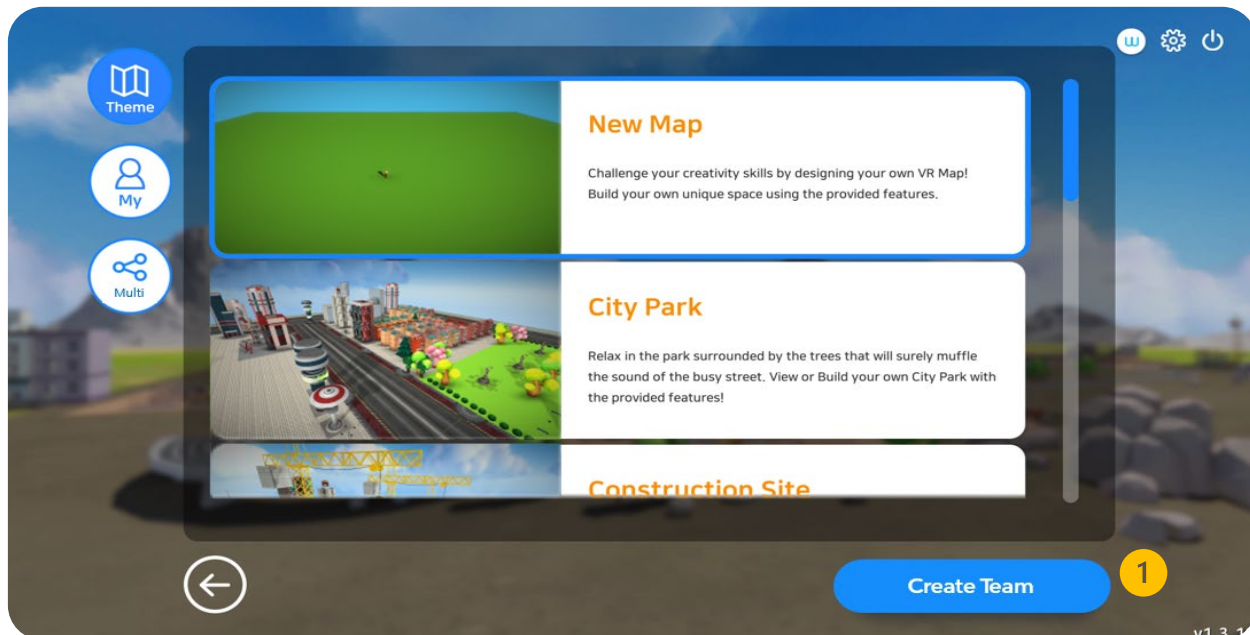 Theme
My
Multi
New Map
Challenge your creativity skills by designing your own VR Map!
Build your own unique space using the provided features.
City Park
Relax in the park surrounded by the trees that will surely muffle
the sound of the busy street. View or Build your own City Park with
the provided features!
Construction Site
w
Create Team
1